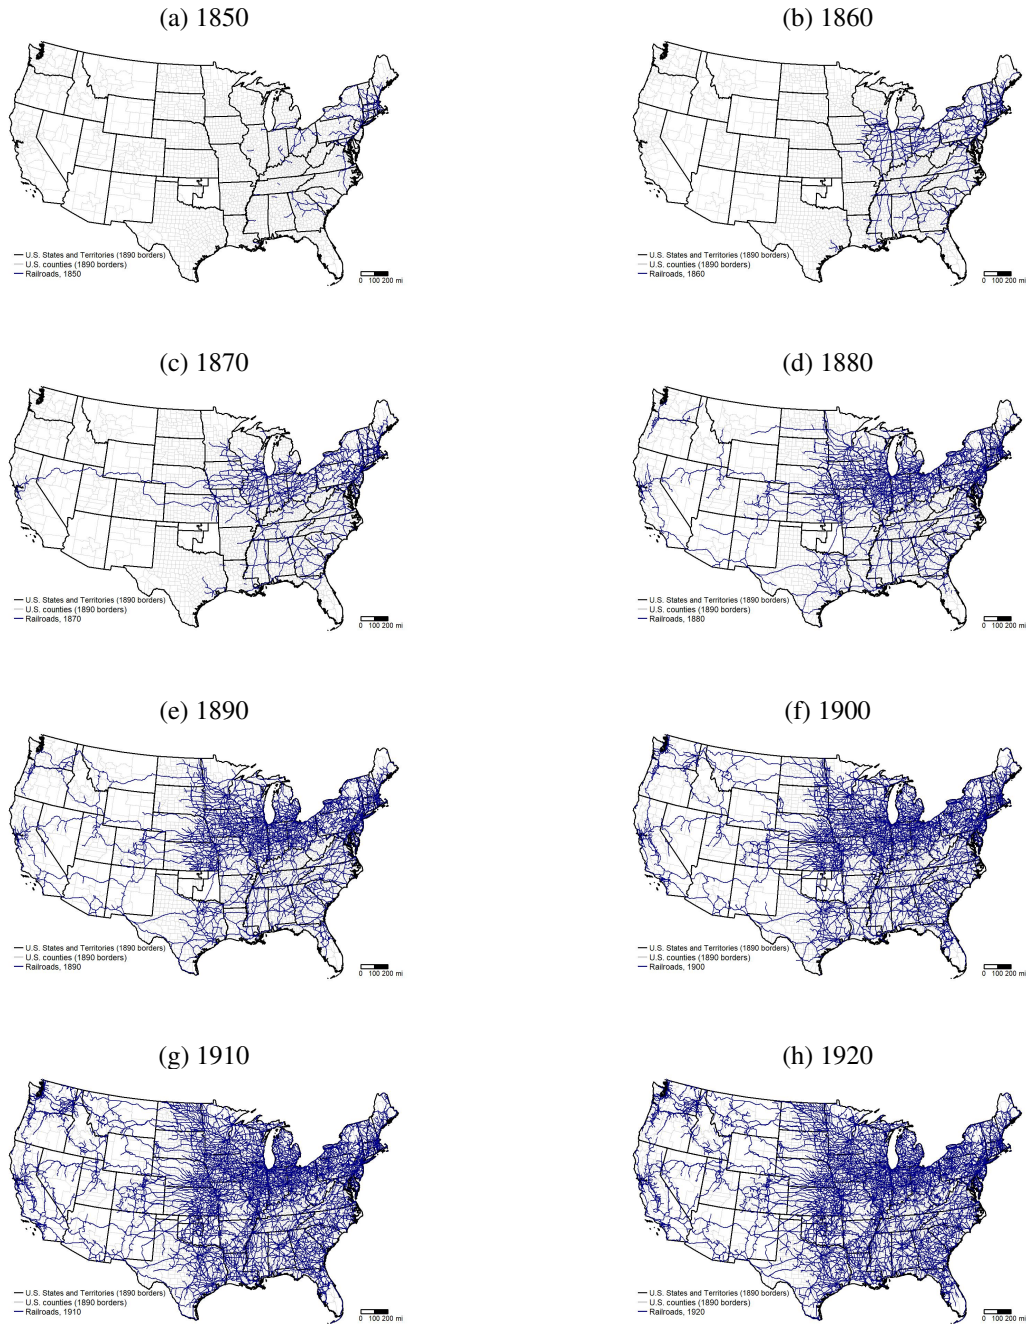 (a) 1850
(b) 1860
U.S. States and Territories (1890 borders)
U.S. counties (1890 borders)
Railroads, 1850
0 100 200 mi
U.S. States and Territories (1890 borders)
U.S. counties (1890 borders)
Railroads, 1860
0 100 200 mi
(c) 1870
(d) 1880
U.S. States and Territories (1890 borders)
U.S. counties (1890 borders)
Railroads, 1870
0 100 200 mi
U.S. States and Territories (1890 borders)
U.S. counties (1890 borders)
Railroads, 1880
0 100 200 mi
(e) 1890
(f) 1900
U.S. States and Territories (1890 borders)
U.S. counties (1890 borders)
Railroads, 1890
0 100 200 mi
U.S. States and Territories (1890 borders)
U.S. counties (1890 borders)
Railroads, 1900
0 100 200 mi
(g) 1910
(h) 1920
U.S. States and Territories (1890 borders)
U.S. counties (1890 borders)
Railroads, 1910
0 100 200 mi
U.S. States and Territories (1890 borders)
U.S. counties (1890 borders)
Railroads, 1920
0 100 200 mi